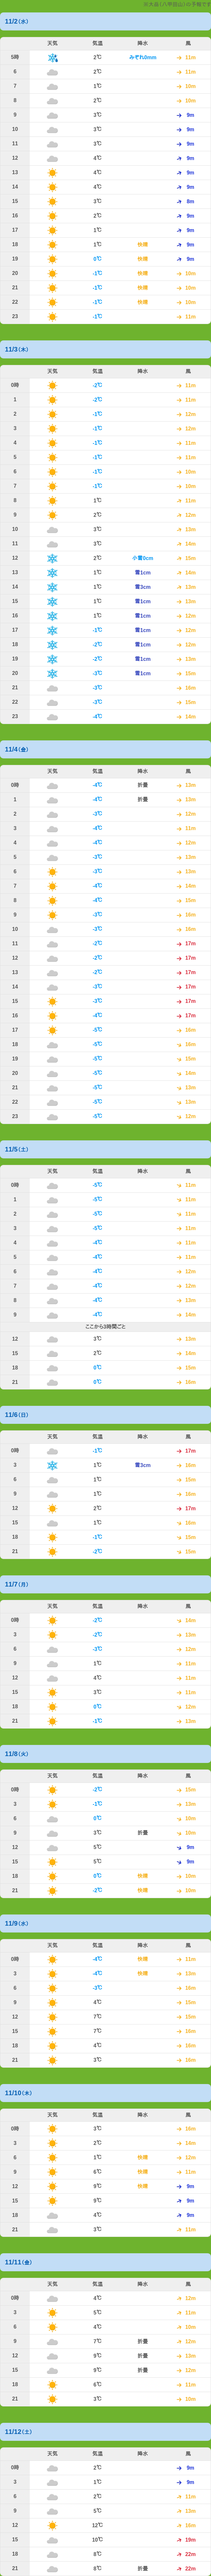 11/2(水)
天気 気温 降水 風
5時 2℃ みぞれ0mm 11m
6 2℃ 11m
7 1℃ 10m
8 2℃ 10m
9 3℃ 9m
10 3℃ 9m
11 3℃ 9m
12 4℃ 9m
13 4℃ 9m
14 4℃ 9m
15 3℃ 8m
16 2℃ 9m
17 1℃ 9m
18 1℃ 快晴 9m
19 0℃ 快晴 9m
20 -1℃ 快晴 10m
21 -1℃ 快晴 10m
22 -1℃ 快晴 10m
23 -1℃ 11m
11/3(木)
天気 気温 降水 風
0時 -2℃ 11m
1 -2℃ 11m
2 -1℃ 12m
3 -1℃ 12m
4 -1℃ 11m
5 -1℃ 11m
6 -1℃ 10m
7 -1℃ 10m
8 1℃ 11m
9 2℃ 12m
10 3℃ 13m
11 3℃ 14m
12 2℃ 小雪0cm 15m
13 1℃ 雪1cm 14m
14 1℃ 雪3cm 13m
15 1℃ 雪1cm 13m
16 1℃ 雪1cm 12m
17 -1℃ 雪1cm 12m
18 -2℃ 雪1cm 12m
19 -2℃ 雪1cm 13m
20 -3℃ 雪1cm 15m
21 -3℃ 16m
22 -3℃ 15m
23 -4℃ 14m
11/4(金)
天気 気温 降水 風
0時 -4℃ 折曇 13m
1 -4℃ 折曇 13m
2 -3℃ 12m
3 -4℃ 11m
4 -4℃ 12m
5 -3℃ 13m
6 -3℃ 13m
7 -4℃ 14m
8 -4℃ 15m
9 -3℃ 16m
10 -3℃ 16m
11 -2℃ 17m
12 -2℃ 17m
13 -2℃ 17m
14 -3℃ 17m
15 -3℃ 17m
16 -4℃ 17m
17 -5℃ 16m
18 -5℃ 16m
19 -5℃ 15m
20 -5℃ 14m
21 -5℃ 13m
22 -5℃ 13m
23 -5℃ 12m
11/5(土)
天気 気温 降水 風
0時 -5℃ 11m
1 -5℃ 11m
2 -5℃ 11m
3 -5℃ 11m
4 -4℃ 11m
5 -4℃ 11m
6 -4℃ 12m
7 -4℃ 12m
8 -4℃ 13m
9 -4℃ 14m
ここから3時間ごと
12 3℃ 13m
15 2℃ 14m
18 0℃ 15m
21 0℃ 16m
11/6(日)
天気 気温 降水 風
0時 -1℃ 17m
3 1℃ 雪3cm 16m
6 1℃ 15m
9 1℃ 16m
12 2℃ 17m
15 1℃ 16m
18 -1℃ 16m
21 -2℃ 15m
11/7(月)
天気 気温 降水 風
0時 -2℃ 14m
3 -2℃ 13m
6 -3℃ 12m
9 1℃ 11m
12 4℃ 11m
15 3℃ 11m
18 0℃ 12m
21 -1℃ 13m
11/8(火)
天気 気温 降水 風
0時 -2℃ 15m
3 -1℃ 13m
6 0℃ 10m
9 3℃ 折曇 10m
12 5℃ 9m
15 5℃ 9m
18 0℃ 快晴 10m
21 -2℃ 快晴 10m
11/9(水)
天気 気温 降水 風
0時 -4℃ 快晴 11m
3 -4℃ 快晴 13m
6 -3℃ 16m
9 4℃ 15m
12 7℃ 15m
15 7℃ 16m
18 4℃ 16m
21 3℃ 16m
11/10(木)
天気 気温 降水 風
0時 3℃ 16m
3 2℃ 14m
6 1℃ 快晴 12m
9 6℃ 快晴 11m
12 8℃ 快晴 9m
15 9℃ 9m
18 4℃ 9m
21 3℃ 11m
11/11(金)
天気 気温 降水 風
0時 4℃ 12m
3 5℃ 11m
6 4℃ 10m
9 7℃ 折曇 12m
12 9℃ 折曇 13m
15 9℃ 折曇 12m
18 6℃ 11m
21 3℃ 10m
11/12(土)
天気 気温 降水 風
0時 2℃ 9m
3 1℃ 9m
6 2℃ 11m
9 5℃ 13m
12 12℃ 16m
15 10℃ 19m
18 8℃ 22m
21 8℃ 折曇 22m